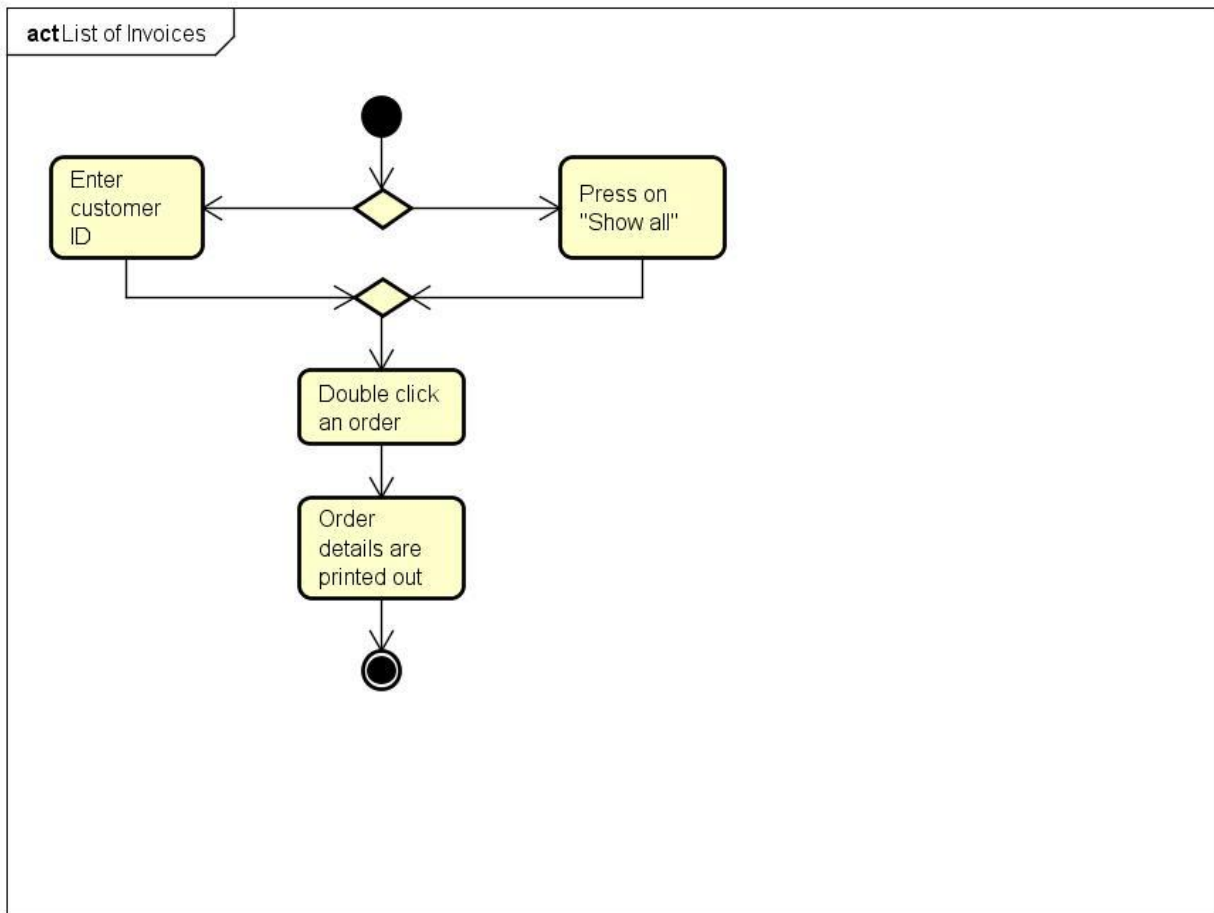 act List of Invoices
Enter
customer
ID
Press on
"Show all"
Double click
an order
Order
details are
printed out